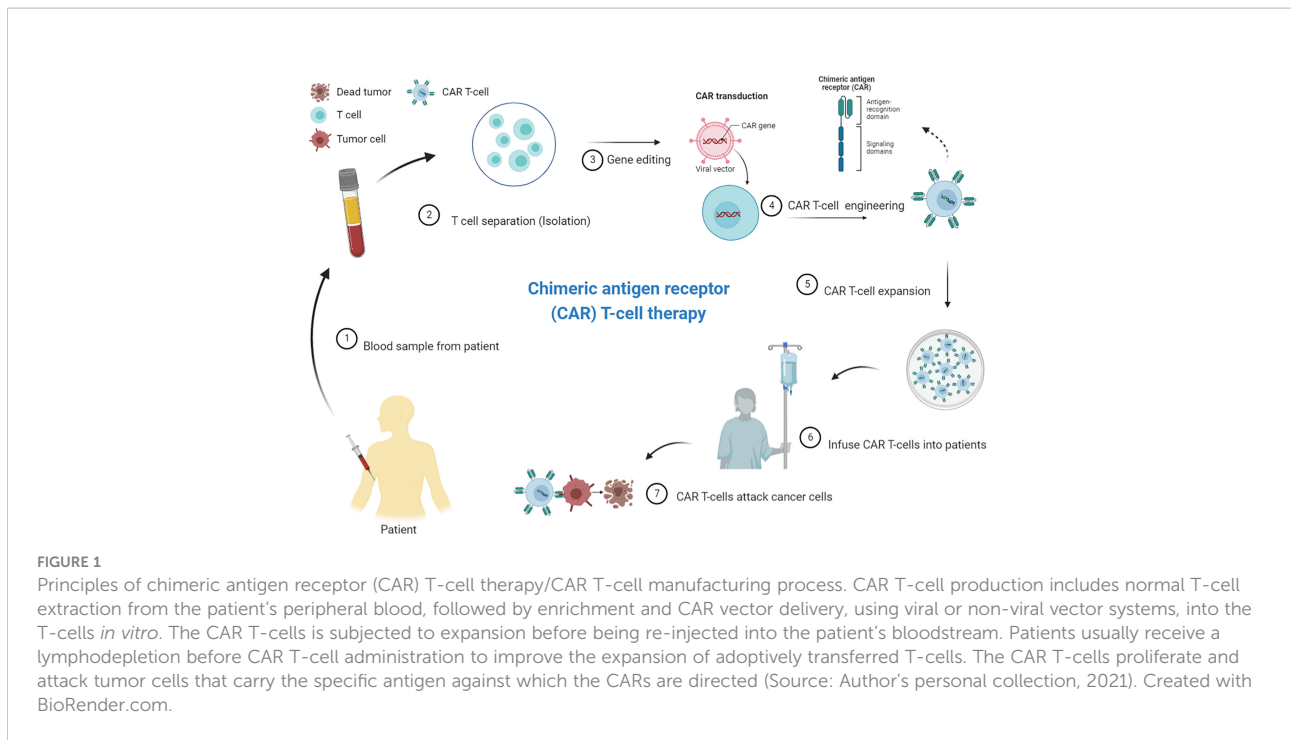 Dead tumor
CAR T-cell
T cell
Tumor cell
CAR transduction
CAR gene
Viral vector
Chimeric antigen
receptor (CAR)
Antigen-
recognition
domain
Signaling
domains
3 Gene editing
2 T cell separation (Isolation)
4 CAR T-cell engineering
5 CAR T-cell expansion
Chimeric antigen receptor
(CAR) T-cell therapy
1 Blood sample from patient
6 Infuse CAR T-cells into patients
7 CAR T-cells attack cancer cells
Patient
FIGURE 1
Principles of chimeric antigen receptor (CAR) T-cell therapy/CAR T-cell manufacturing process. CAR T-cell production includes normal T-cell
extraction from the patient’s peripheral blood, followed by enrichment and CAR vector delivery, using viral or non-viral vector systems, into the
T-cells in vitro. The CAR T-cells is subjected to expansion before being re-injected into the patient’s bloodstream. Patients usually receive a
lymphodepletion before CAR T-cell administration to improve the expansion of adoptively transferred T-cells. The CAR T-cells proliferate and
attack tumor cells that carry the specific antigen against which the CARs are directed (Source: Author’s personal collection, 2021). Created with
BioRender.com.